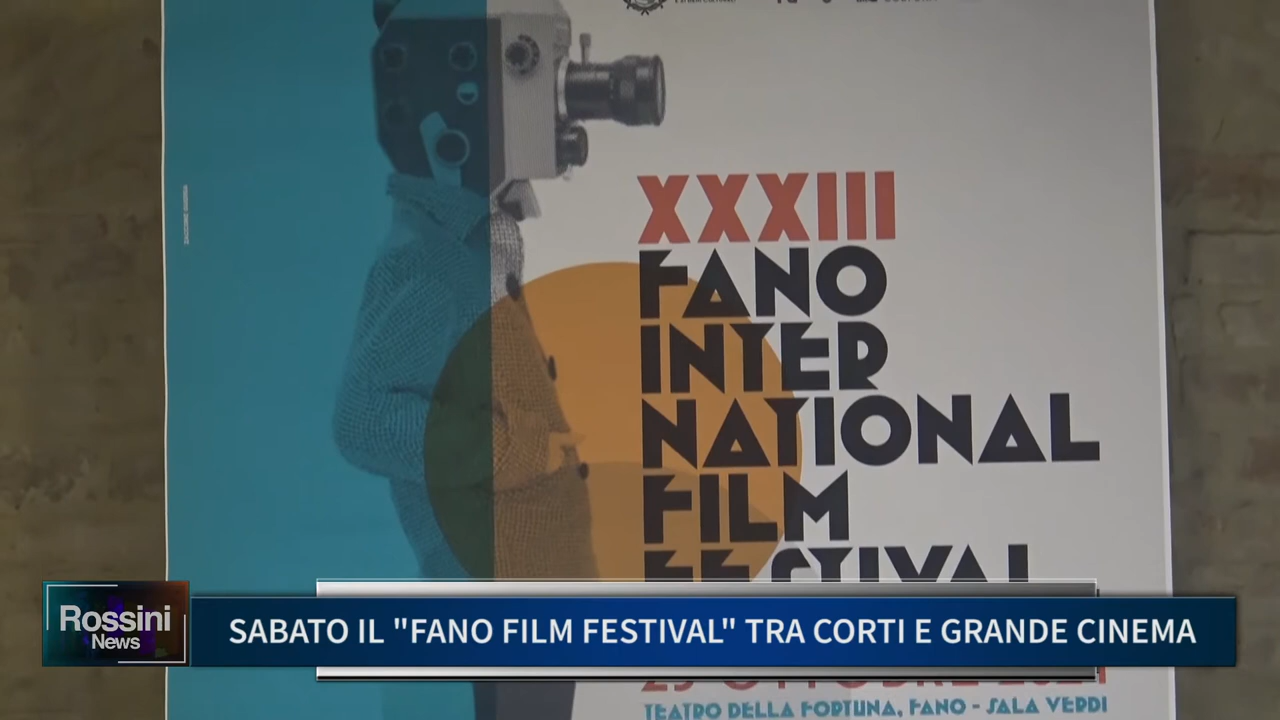 XXXIII
FANO
INTER
NATIONAL
FILM
FESTIVAL
Rossini
News
SABATO IL "FANO FILM FESTIVAL" TRA CORTI E GRANDE CINEMA
TEATRO DELLA FORTUNA, FANO - SALA VERDI